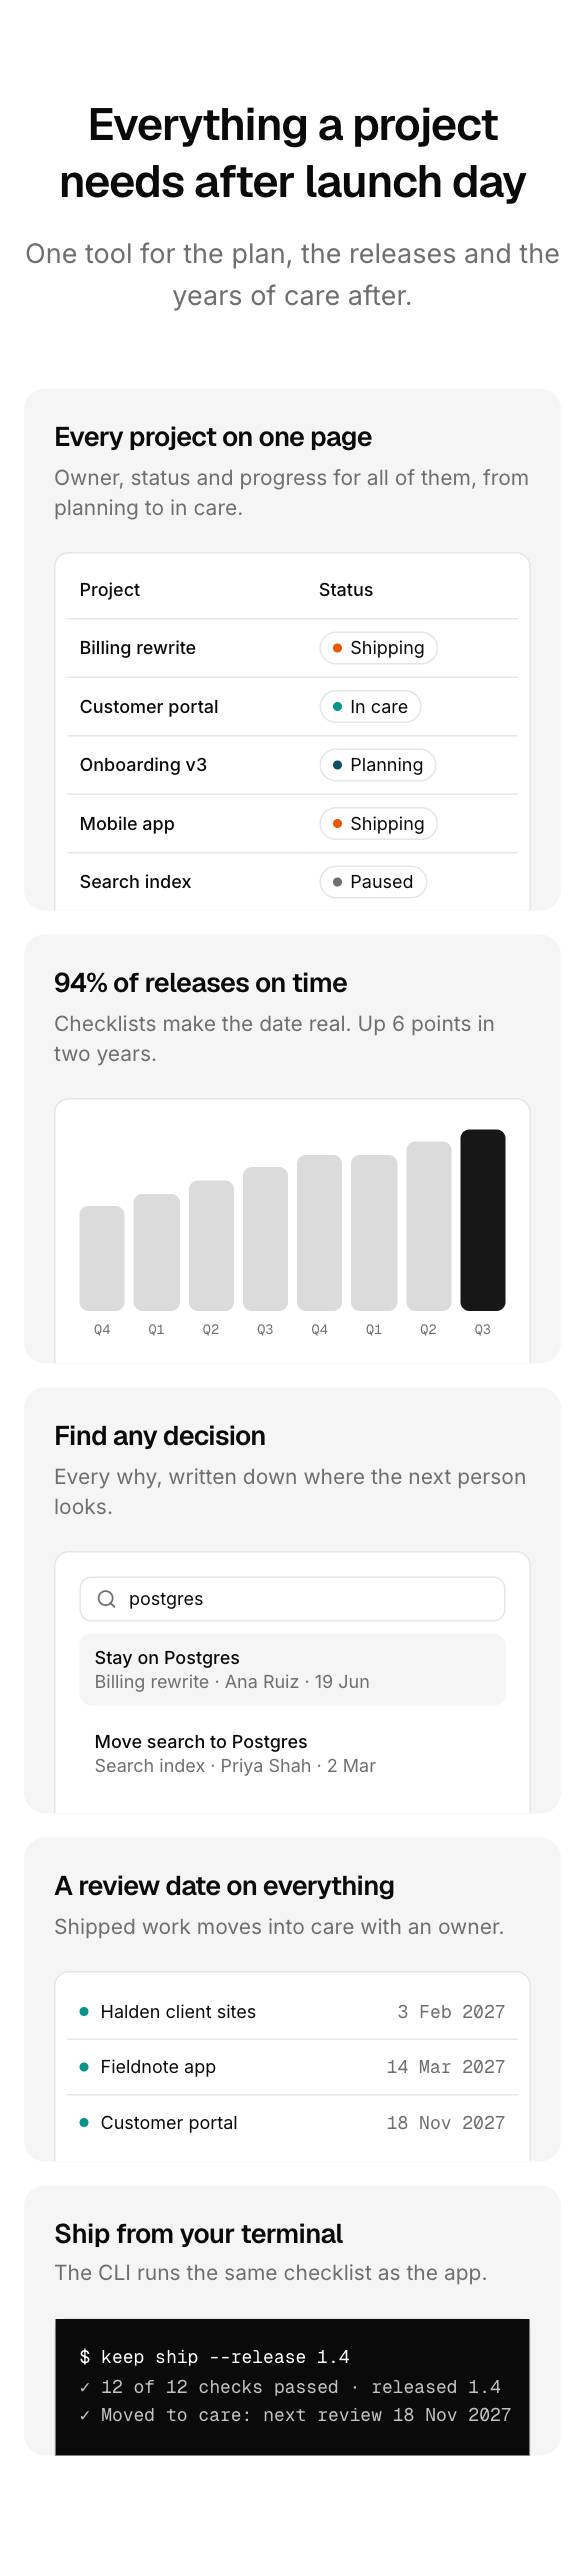 Everything a project
needs after launch day
One tool for the plan, the releases and the
years of care after.
Every project on one page
Owner, status and progress for all of them, from
planning to in care.
Project Status
Billing rewrite Shipping
Customer portal In care
Onboarding v3 Planning
Mobile app Shipping
Search index Paused
94% of releases on time
Checklists make the date real. Up 6 points in
two years.
Q4 Q1 Q2 Q3 Q4 Q1 Q2 Q3
Find any decision
Every why, written down where the next person
looks.
postgres
Stay on Postgres
Billing rewrite · Ana Ruiz · 19 Jun
Move search to Postgres
Search index · Priya Shah · 2 Mar
A review date on everything
Shipped work moves into care with an owner.
Halden client sites 3 Feb 2027
Fieldnote app 14 Mar 2027
Customer portal 18 Nov 2027
Ship from your terminal
The CLI runs the same checklist as the app.
$ keep ship --release 1.4
✓ 12 of 12 checks passed · released 1.4
✓ Moved to care: next review 18 Nov 2027